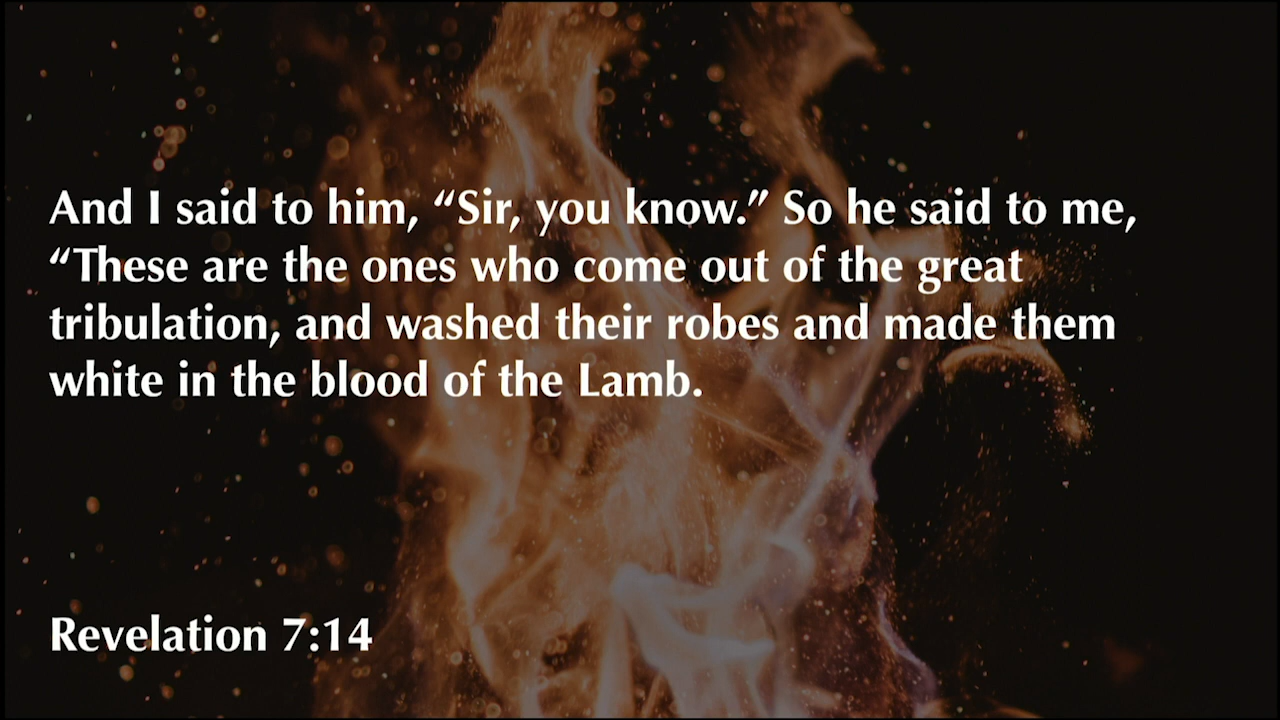 And I said to him, “Sir, you know.” So he said to me,
“These are the ones who come out of the great
tribulation, and washed their robes and made them
white in the blood of the Lamb.
Revelation 7:14